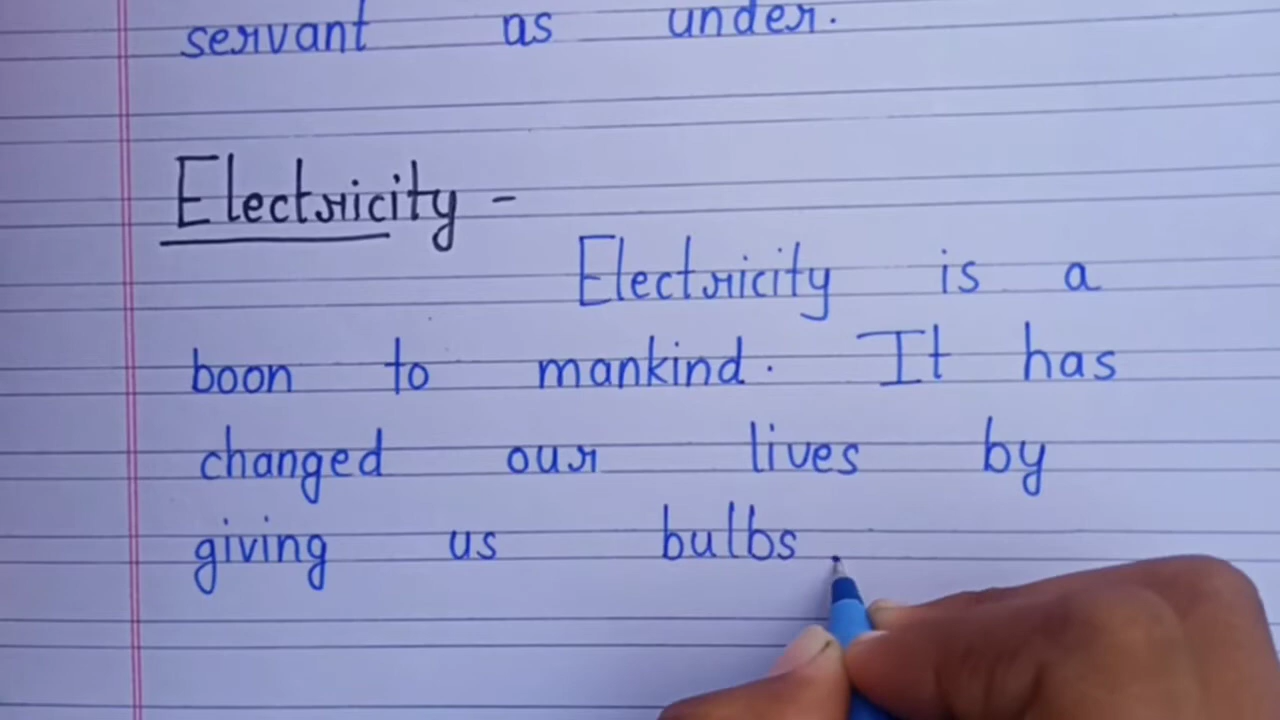 servant as under.
Electricity -
Electricity is a
boon to mankind. It has
changed our lives by
giving us bulbs